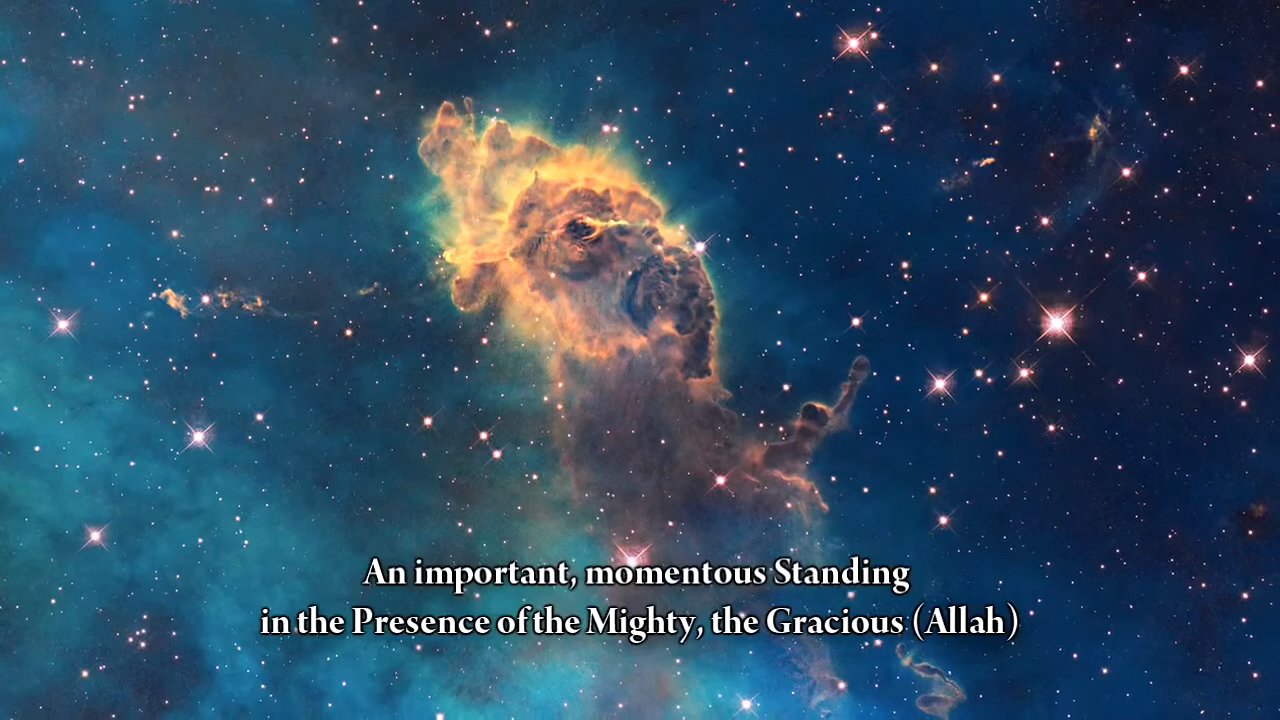 An important, momentous Standing
in the Presence of the Mighty, the Gracious (Allah)